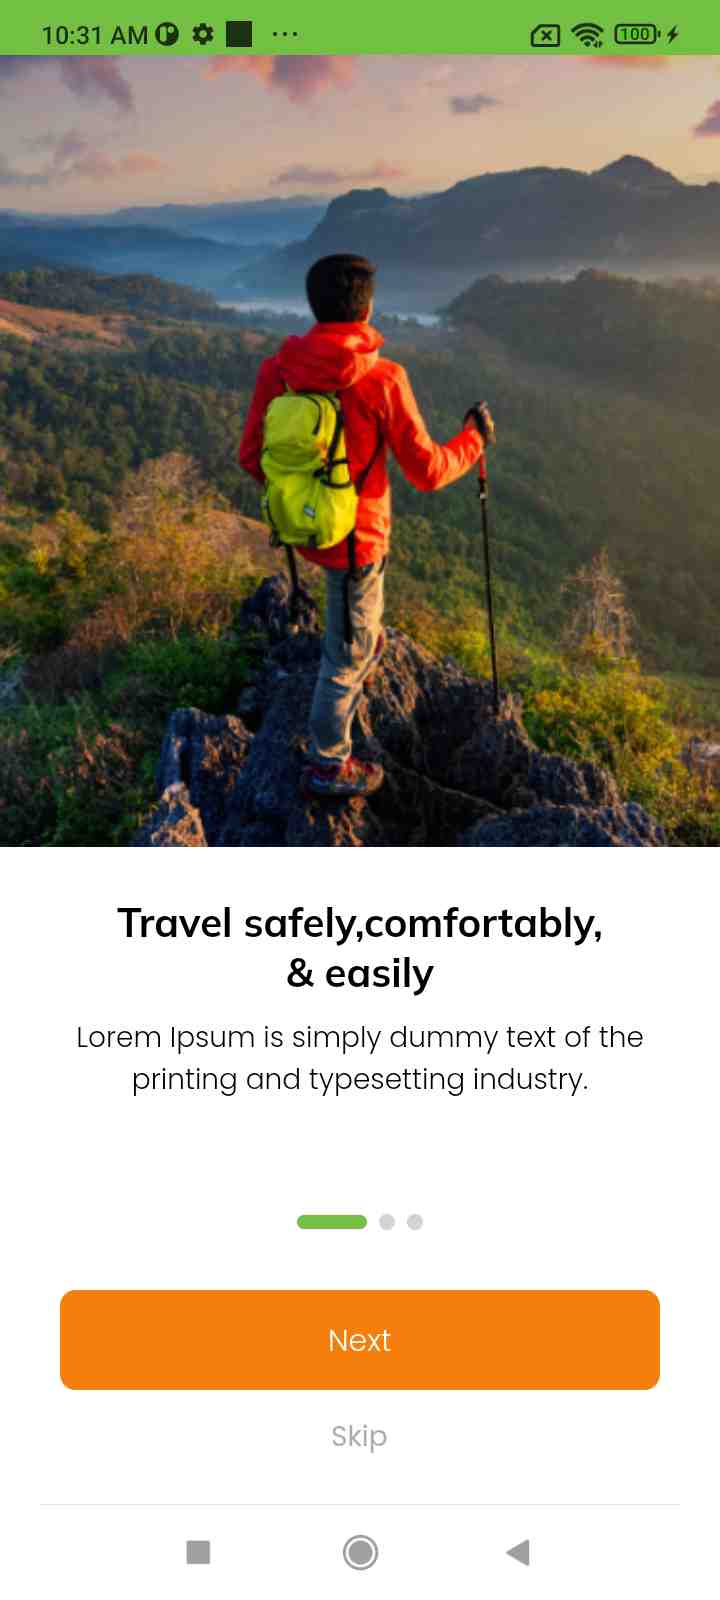 10:31 AM
100
Travel safely,comfortably,
& easily
Lorem Ipsum is simply dummy text of the
printing and typesetting industry.
Next
Skip